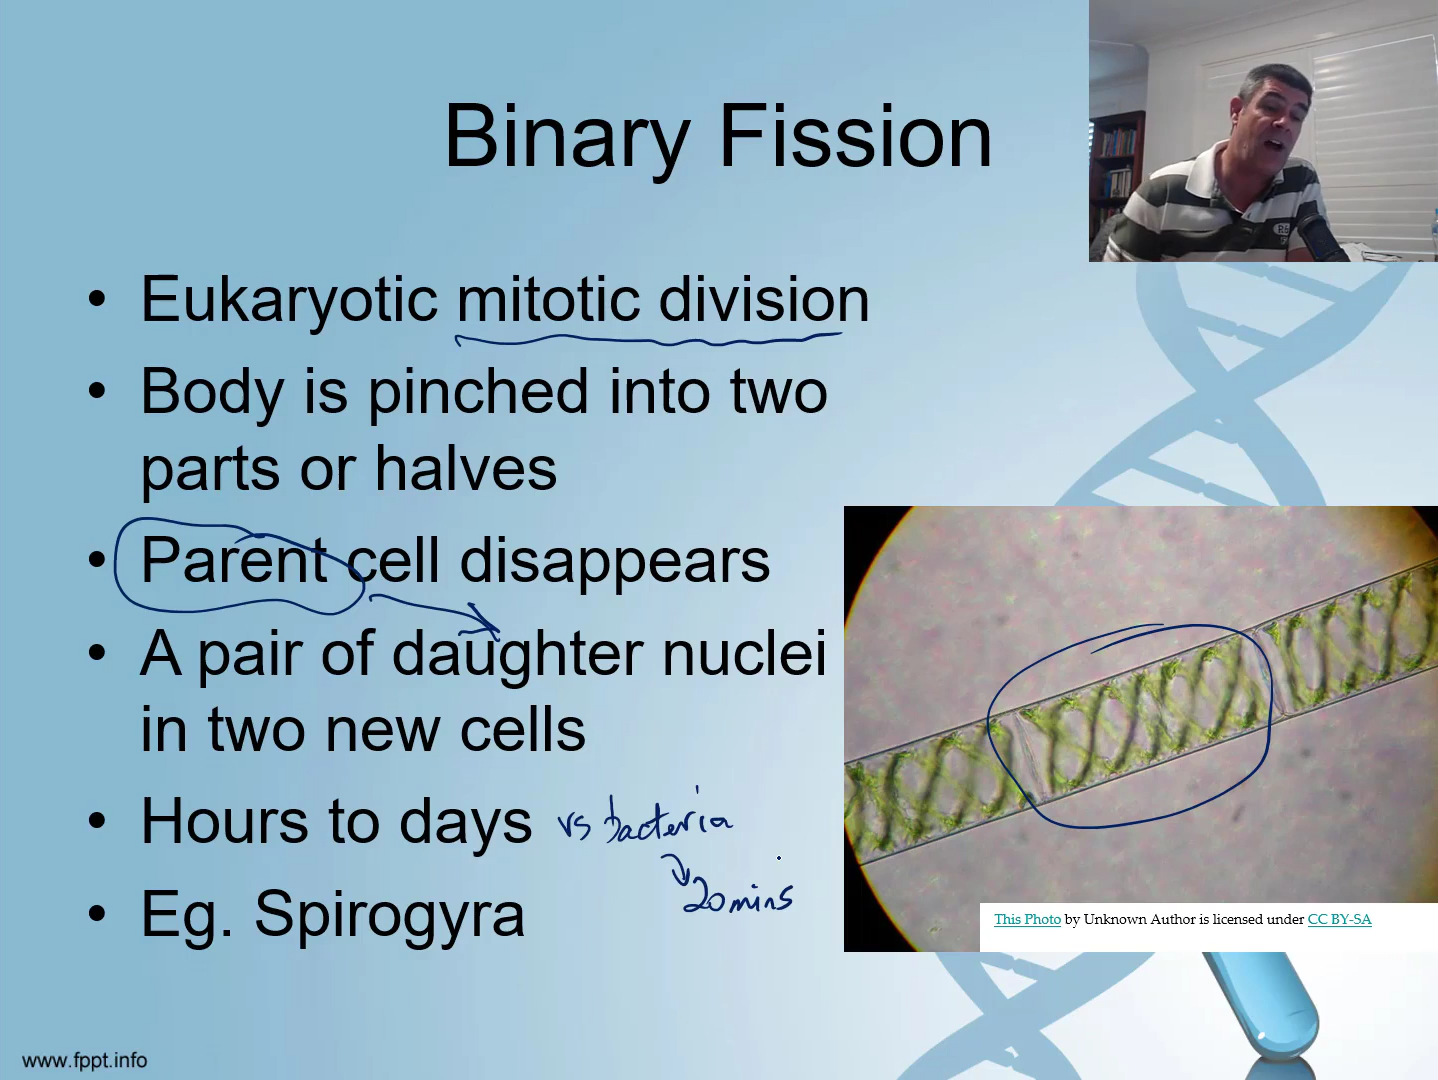 Binary Fission
• Eukaryotic mitotic division
• Body is pinched into two
parts or halves
• Parent cell disappears
• A pair of daughter nuclei
in two new cells
• Hours to days vs bacteria
20mins
• Eg. Spirogyra
This Photo by Unknown Author is licensed under CC BY-SA
www.fppt.info